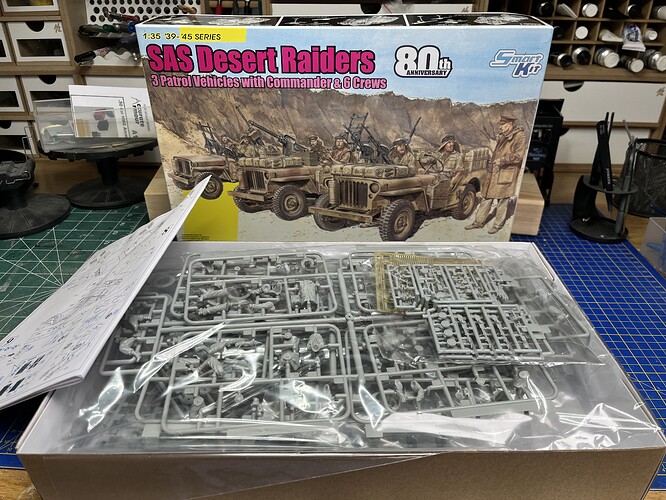 1:35 '39-'45 SERIES
SAS Desert Raiders
3 Patrol Vehicles with Commander & 6 Crews
80th
ANNIVERSARY
Smart
Kit